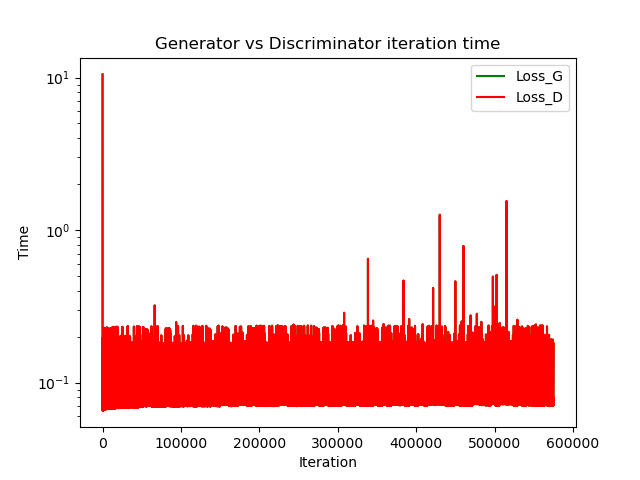 Generator vs Discriminator iteration time
Loss_G
Loss_D
10¹
10⁰
10⁻¹
Time
0 100000 200000 300000 400000 500000 600000
Iteration